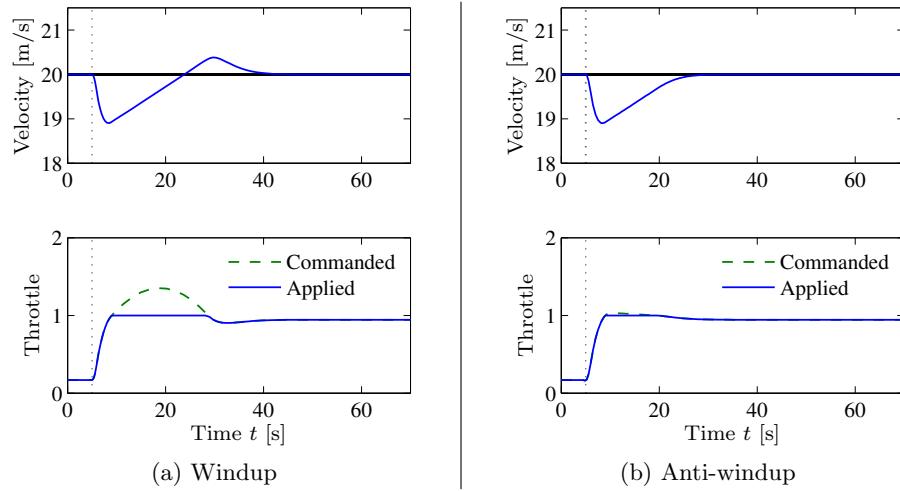 Velocity [m/s]
21
20
19
18
0 20 40 60
Throttle
2
1
0
Commanded
Applied
0 20 40 60
Time t [s]
(a) Windup
Velocity [m/s]
21
20
19
18
0 20 40 60
Throttle
2
1
0
Commanded
Applied
0 20 40 60
Time t [s]
(b) Anti-windup